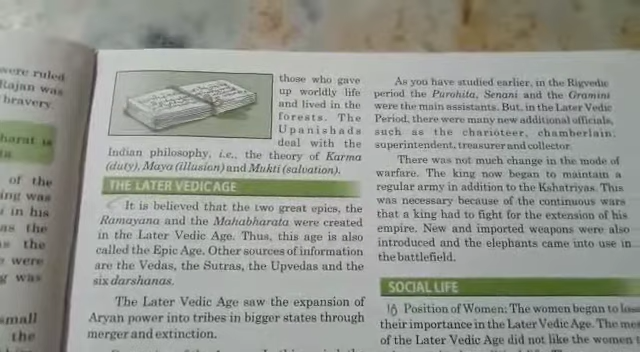 were ruled
Rajan was
bravery.
harat is
of the
ing was
in his
as the
s the
were
g was
small
the
those who gave
up worldly life
and lived in the
forests. The
Upanishads
deal with the
Indian philosophy, i.e., the theory of Karma
(duty), Maya (illusion) and Mukti (salvation).
THE LATER VEDIC AGE
It is believed that the two great epics, the
Ramayana and the Mahabharata were created
in the Later Vedic Age. Thus, this age is also
called the Epic Age. Other sources of information
are the Vedas, the Sutras, the Upvedas and the
six darshanas.
The Later Vedic Age saw the expansion of
Aryan power into tribes in bigger states through
merger and extinction.
As you have studied earlier, in the Rigvedic
period the Purohita, Senani and the Gramini
were the main assistants. But, in the Later Vedic
Period, there were many new additional officials,
such as the charioteer, chamberlain,
superintendent, treasurer and collector.
There was not much change in the mode of
warfare. The king now began to maintain a
regular army in addition to the Kshatriyas. This
was necessary because of the continuous wars
that a king had to fight for the extension of his
empire. New and imported weapons were also
introduced and the elephants came into use in
the battlefield.
SOCIAL LIFE
Position of Women: The women began to
their importance in the Later Vedic Age. The
of the Later Vedic Age did not like the women